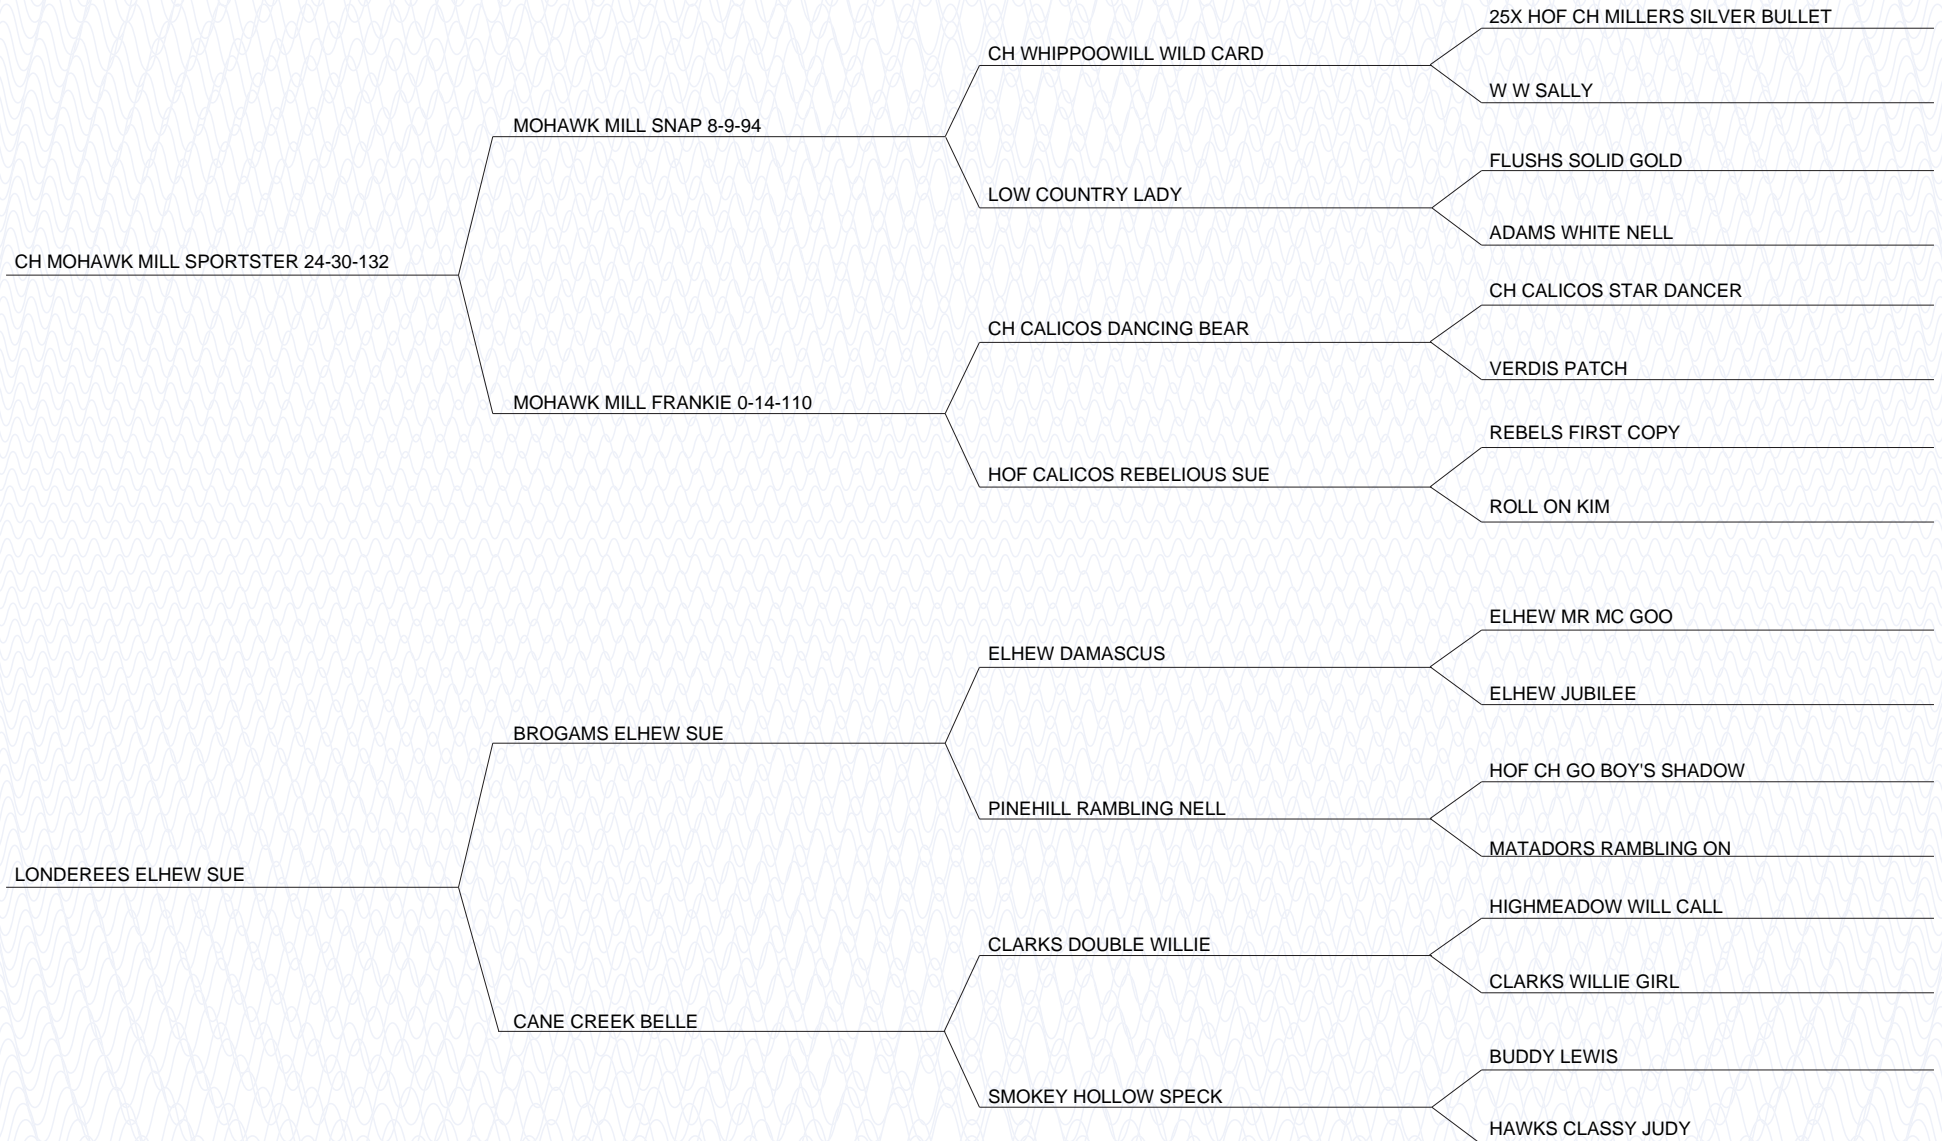 25X HOF CH MILLERS SILVER BULLET
CH WHIPPOOWILL WILD CARD
W W SALLY
MOHAWK MILL SNAP 8-9-94
FLUSHS SOLID GOLD
LOW COUNTRY LADY
ADAMS WHITE NELL
CH MOHAWK MILL SPORTSTER 24-30-132
CH CALICOS STAR DANCER
CH CALICOS DANCING BEAR
VERDIS PATCH
MOHAWK MILL FRANKIE 0-14-110
REBELS FIRST COPY
HOF CALICOS REBELIOUS SUE
ROLL ON KIM
ELHEW MR MC GOO
ELHEW DAMASCUS
ELHEW JUBILEE
BROGAMS ELHEW SUE
HOF CH GO BOY'S SHADOW
PINEHILL RAMBLING NELL
MATADORS RAMBLING ON
LONDEREES ELHEW SUE
HIGHMEADOW WILL CALL
CLARKS DOUBLE WILLIE
CLARKS WILLIE GIRL
CANE CREEK BELLE
BUDDY LEWIS
SMOKEY HOLLOW SPECK
HAWKS CLASSY JUDY